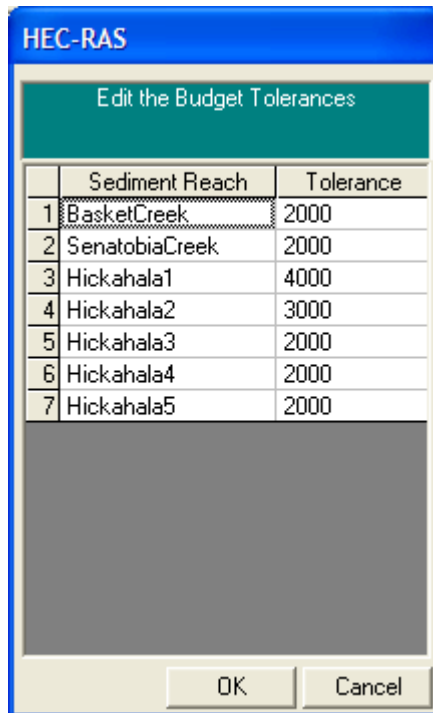 HEC-RAS
Edit the Budget Tolerances
Sediment Reach Tolerance
1 BasketCreek 2000
2 SenatobiaCreek 2000
3 Hickahala1 4000
4 Hickahala2 3000
5 Hickahala3 2000
6 Hickahala4 2000
7 Hickahala5 2000
OK Cancel